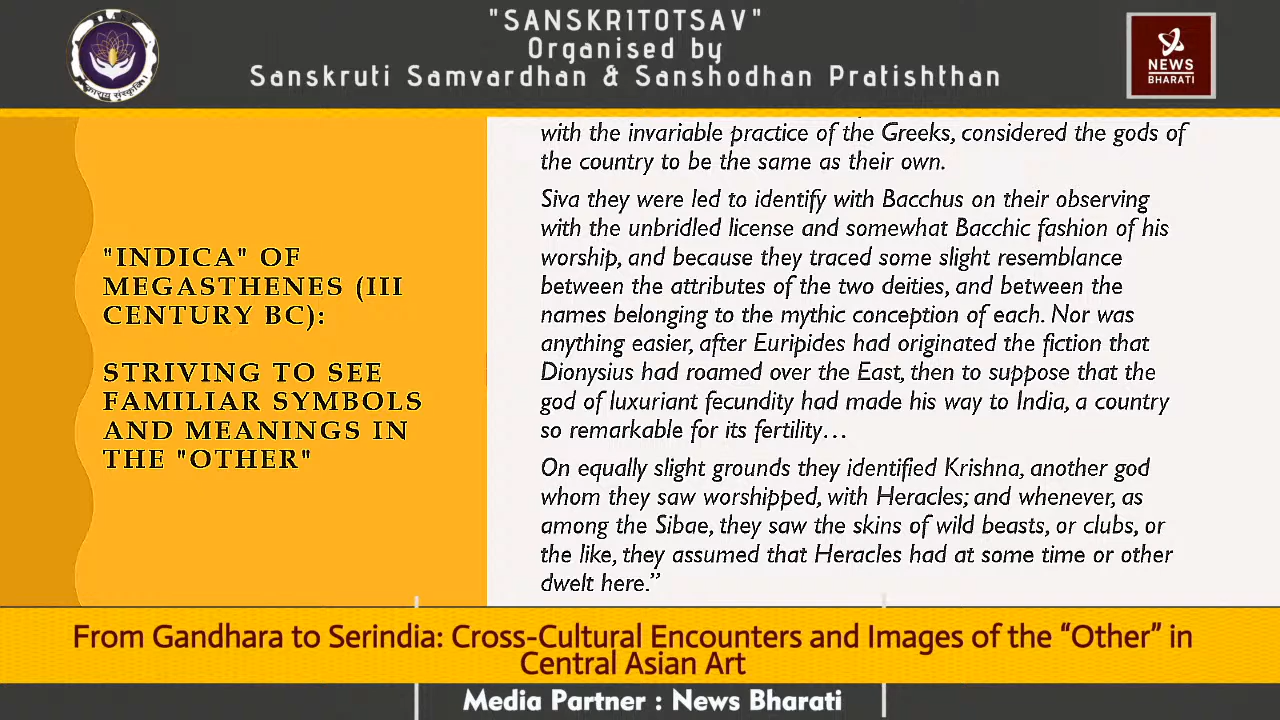 "SANSKRITOTSAV"
Organised by
Sanskruti Samvardhan & Sanshodhan Pratishthan
NEWS
BHARATI
"INDICA" OF
MEGASTHENES (III
CENTURY BC):
STRIVING TO SEE
FAMILIAR SYMBOLS
AND MEANINGS IN
THE "OTHER"
with the invariable practice of the Greeks, considered the gods of
the country to be the same as their own.
Siva they were led to identify with Bacchus on their observing
with the unbridled license and somewhat Bacchic fashion of his
worship, and because they traced some slight resemblance
between the attributes of the two deities, and between the
names belonging to the mythic conception of each. Nor was
anything easier, after Euripides had originated the fiction that
Dionysius had roamed over the East, then to suppose that the
god of luxuriant fecundity had made his way to India, a country
so remarkable for its fertility…
On equally slight grounds they identified Krishna, another god
whom they saw worshipped, with Heracles; and whenever, as
among the Sibae, they saw the skins of wild beasts, or clubs, or
the like, they assumed that Heracles had at some time or other
dwelt here.”
From Gandhara to Serindia: Cross-Cultural Encounters and Images of the “Other” in
Central Asian Art
Media Partner : News Bharati